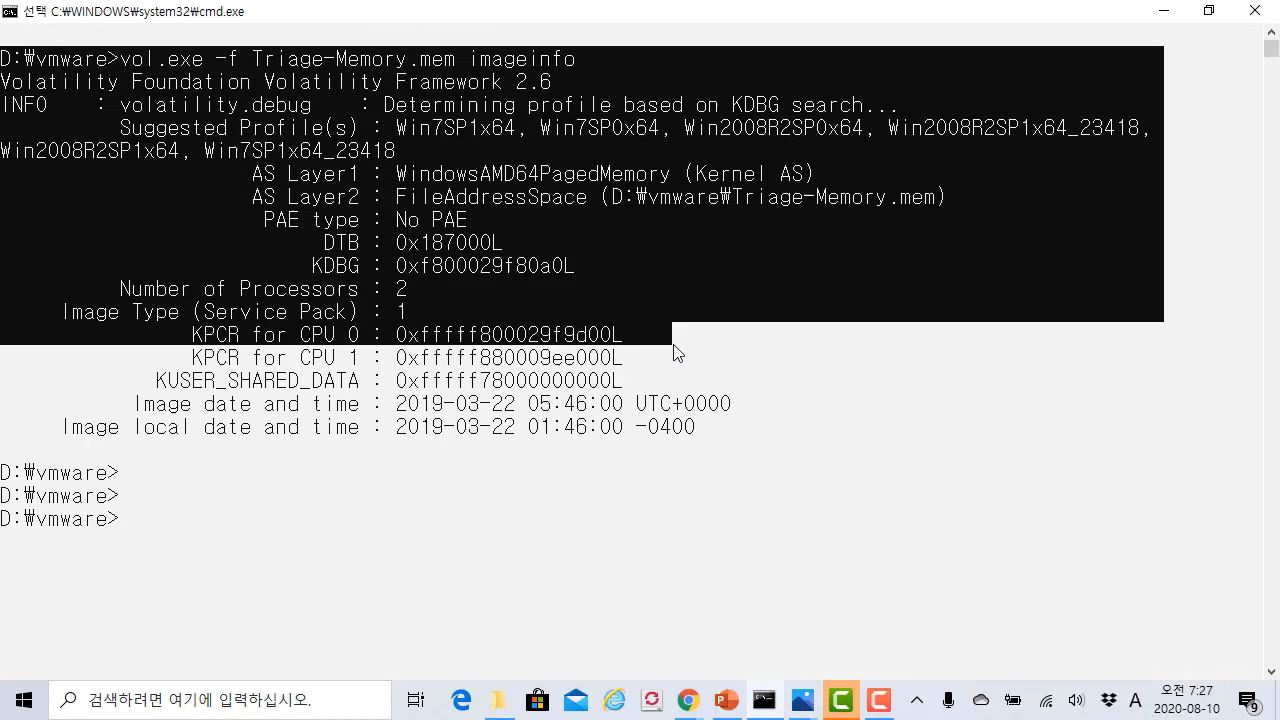 선택 C:₩WINDOWS₩system32₩cmd.exe
D:₩vmware>vol.exe -f Triage-Memory.mem imageinfo
Volatility Foundation Volatility Framework 2.6
INFO    : volatility.debug    : Determining profile based on KDBG search...
Suggested Profile(s) : Win7SP1x64, Win7SP0x64, Win2008R2SP0x64, Win2008R2SP1x64_23418,
Win2008R2SP1x64, Win7SP1x64_23418
AS Layer1 : WindowsAMD64PagedMemory (Kernel AS)
AS Layer2 : FileAddressSpace (D:₩vmware₩Triage-Memory.mem)
PAE type : No PAE
DTB : 0x187000L
KDBG : 0xf800029f80a0L
Number of Processors : 2
Image Type (Service Pack) : 1
KPCR for CPU 0 : 0xfffff800029f9d00L
KPCR for CPU 1 : 0xfffff880009ee000L
KUSER_SHARED_DATA : 0xfffff78000000000L
Image date and time : 2019-03-22 05:46:00 UTC+0000
Image local date and time : 2019-03-22 01:46:00 -0400
D:₩vmware>
D:₩vmware>
D:₩vmware>
검색하려면 여기에 입력하십시오.
A
오전 7:27
2020-08-10
9